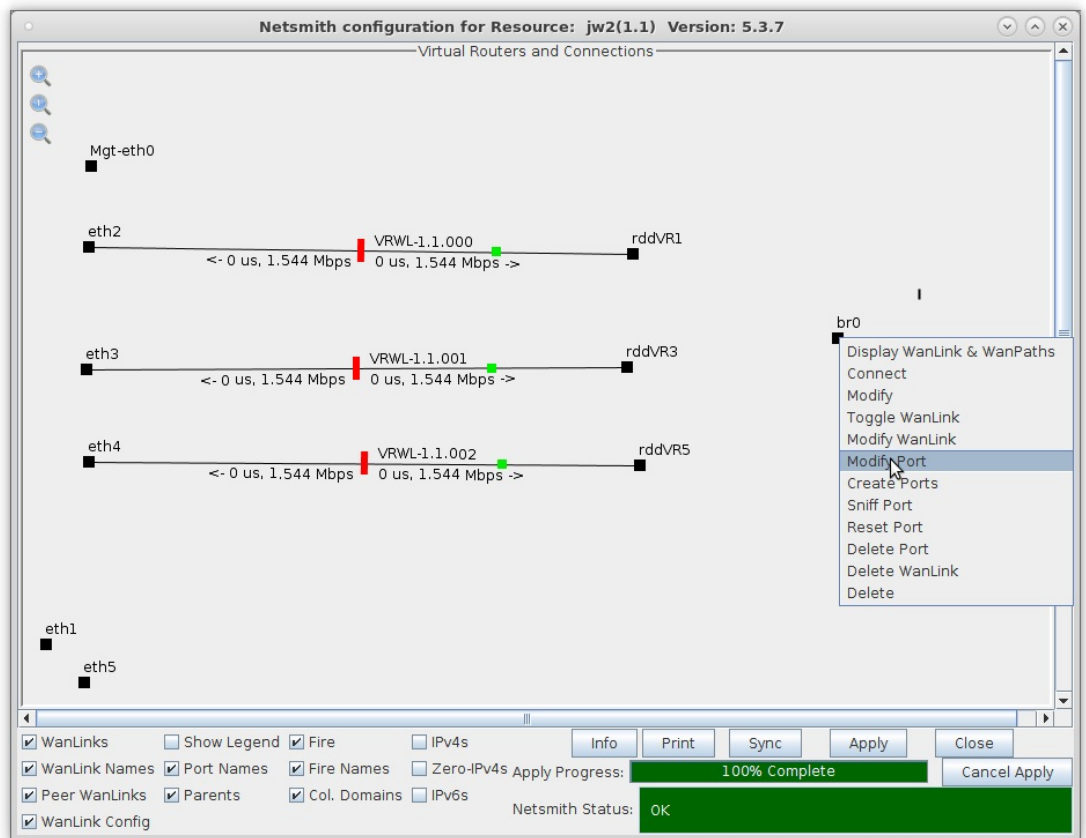 Netsmith configuration for Resource: jw2(1.1) Version: 5.3.7
Virtual Routers and Connections
Mgt-eth0
eth2
VRWL-1.1.000
rddVR1
<- 0 us, 1.544 Mbps 0 us, 1.544 Mbps ->
br0
eth3
VRWL-1.1.001
rddVR3
<- 0 us, 1.544 Mbps 0 us, 1.544 Mbps ->
eth4
VRWL-1.1.002
rddVR5
<- 0 us, 1.544 Mbps 0 us, 1.544 Mbps ->
Display WanLink & WanPaths
Connect
Modify
Toggle WanLink
Modify WanLink
Modify Port
Create Ports
Sniff Port
Reset Port
Delete Port
Delete WanLink
Delete
eth1
eth5
WanLinks Show Legend Fire IPv4s Info Print Sync Apply Close
WanLink Names Port Names Fire Names Zero-IPv4s Apply Progress: 100% Complete Cancel Apply
Peer WanLinks Parents Col. Domains IPv6s Netsmith Status: OK
WanLink Config